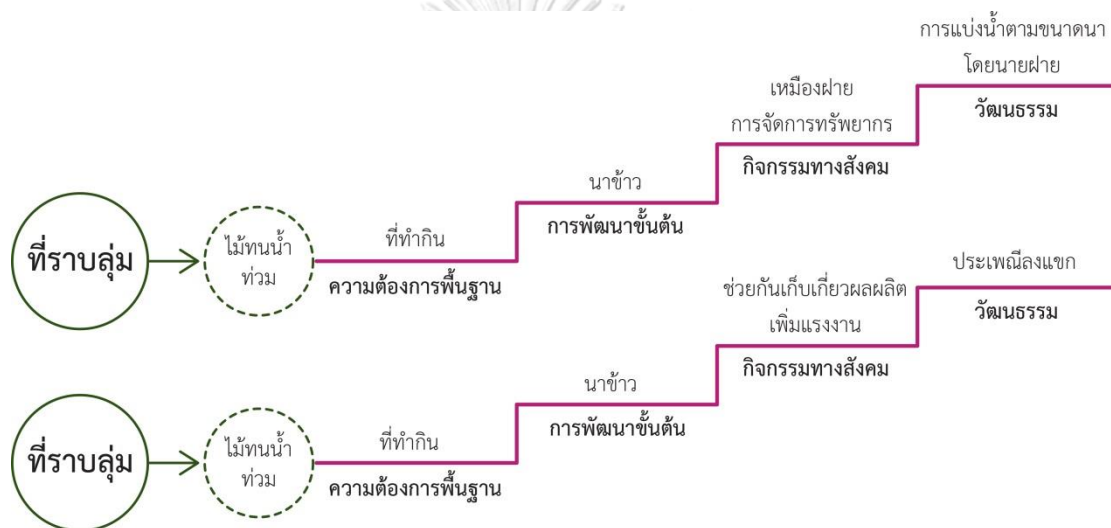 ที่ราบลุ่ม
ไม้ทนน้ำ
ท่วม
ที่ทำกิน
ความต้องการพื้นฐาน
นาข้าว
การพัฒนาขั้นต้น
เหมืองฝาย
การจัดการทรัพยากร
กิจกรรมทางสังคม
การแบ่งน้ำตามขนาดนา
โดยนายฝาย
วัฒนธรรม
ที่ราบลุ่ม
ไม้ทนน้ำ
ท่วม
ที่ทำกิน
ความต้องการพื้นฐาน
นาข้าว
การพัฒนาขั้นต้น
ช่วยกันเก็บเกี่ยวผลผลิต
เพิ่มแรงงาน
กิจกรรมทางสังคม
ประเพณีลงแขก
วัฒนธรรม